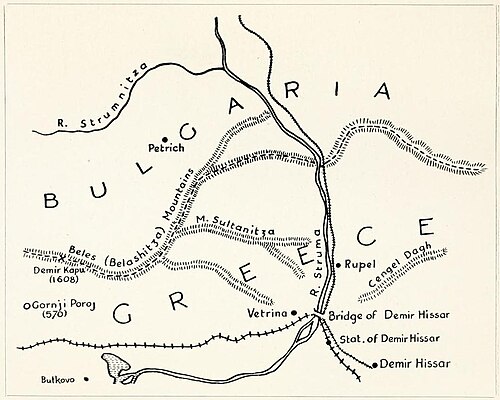 R. Strumnitza
BULGARIA
Petrich
Beles (Belashitza) Mountains
M. Sultanitza
Demir Kapu
(1608)
GREECE
R. Struma
Rupel
Cengel Dagh
Gornji Poroj
(570)
Vetrina
Bridge of Demir Hissar
Stat. of Demir Hissar
Demir Hissar
Butkovo